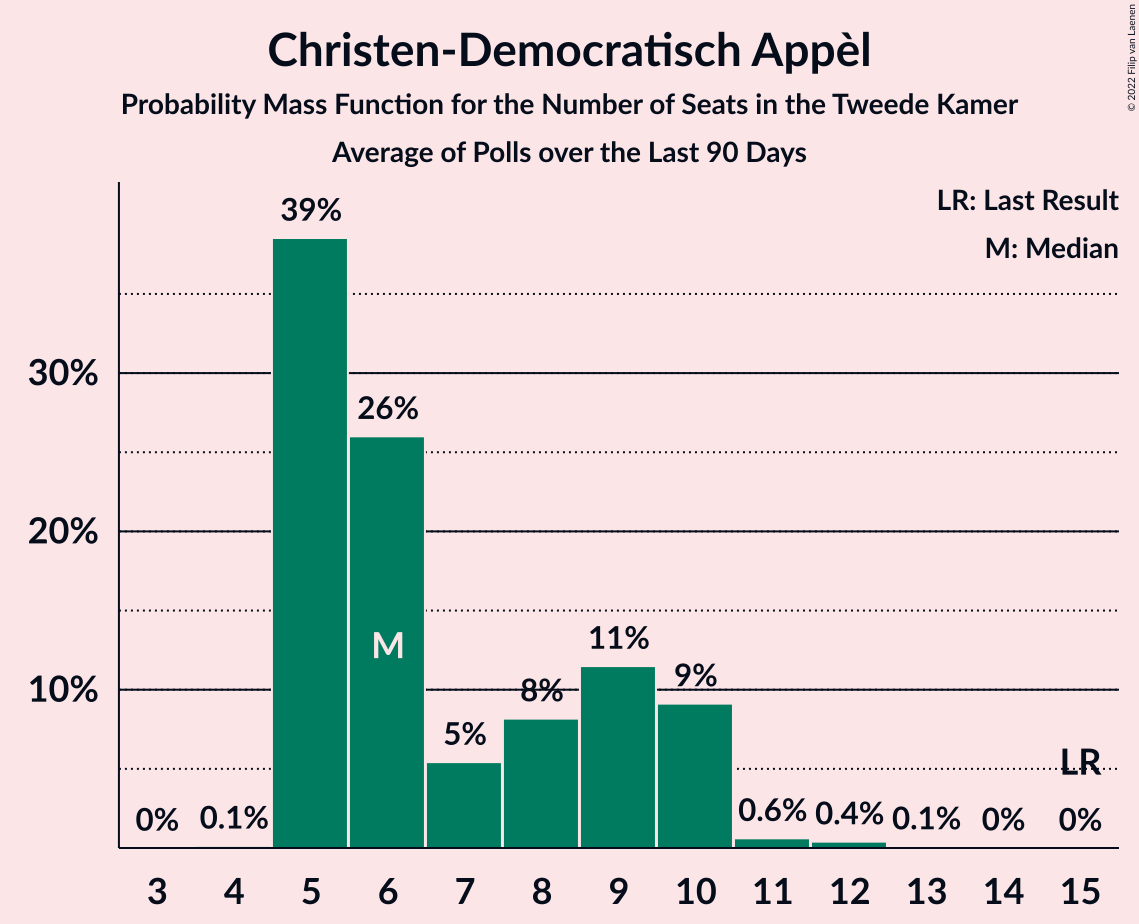 Christen-Democratisch Appèl
Probability Mass Function for the Number of Seats in the Tweede Kamer
Average of Polls over the Last 90 Days
© 2022 Filip van Laenen
LR: Last Result
M: Median
39%
30%
26%
20%
M
11%
10%
9%
8%
5%
LR
0%
0.1%
0.6%
0.4%
0.1%
0%
0%
3 4 5 6 7 8 9 10 11 12 13 14 15